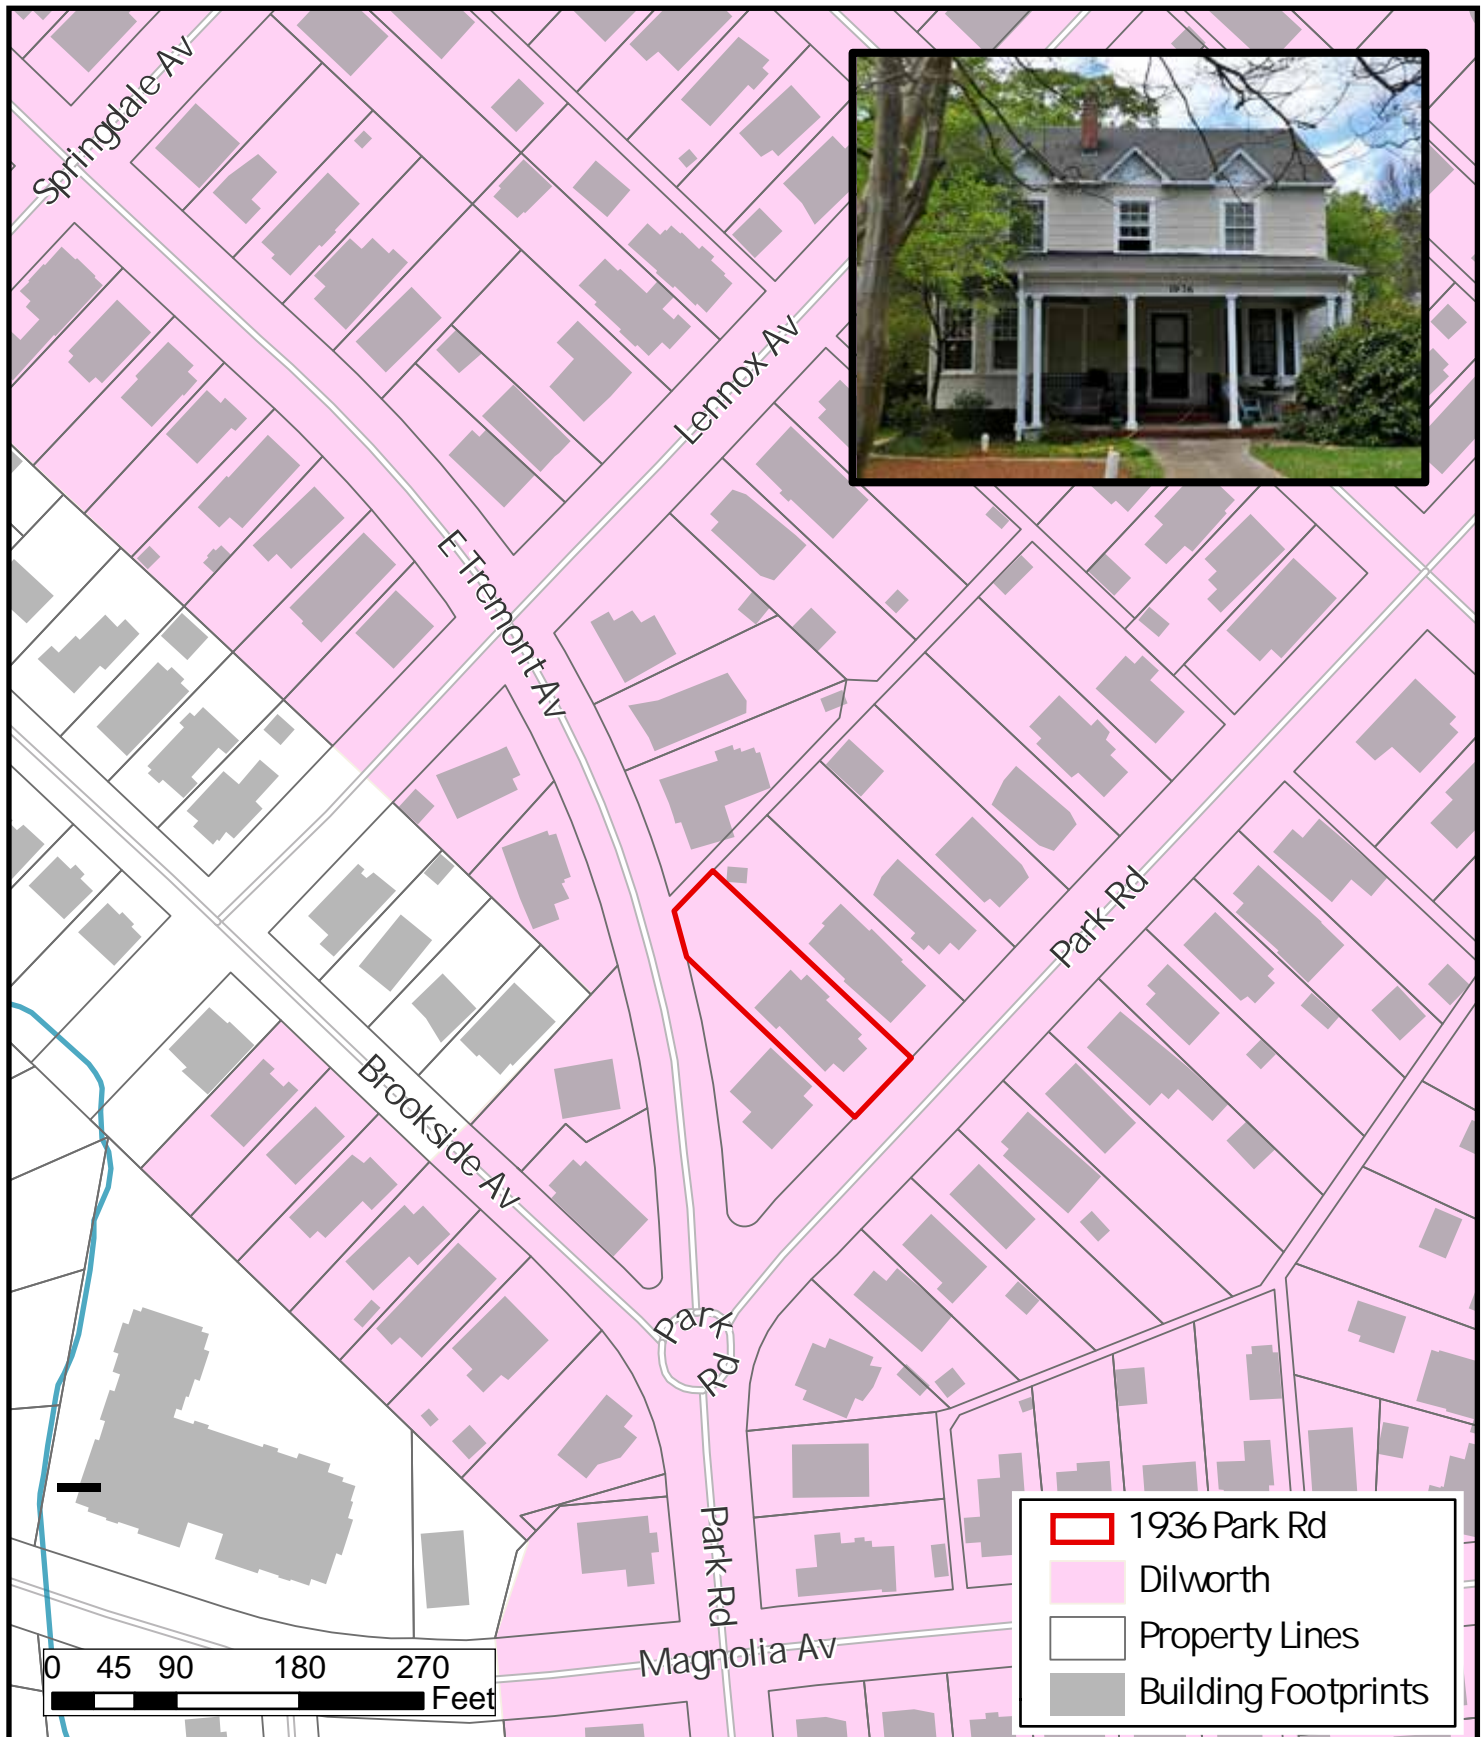 Springdale Av
1936
Lennox Av
E Tremont Av
Park Rd
Brookside Av
Park Rd
Park Rd
Magnolia Av
1936 Park Rd
Dilworth
Property Lines
Building Footprints
0 45 90 180 270
Feet